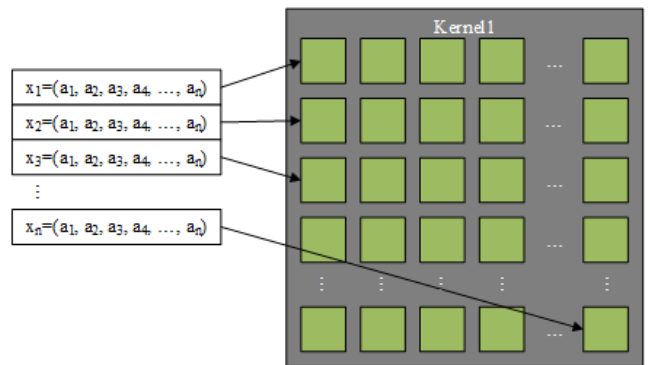 Kernel1
x₁=(a₁, a₂, a₃, a₄, …, aₙ)
x₂=(a₁, a₂, a₃, a₄, …, aₙ)
x₃=(a₁, a₂, a₃, a₄, …, aₙ)
⋮
xₙ=(a₁, a₂, a₃, a₄, …, aₙ)
…
…
…
…
⋮ ⋮ ⋮ ⋮ ⋮
…